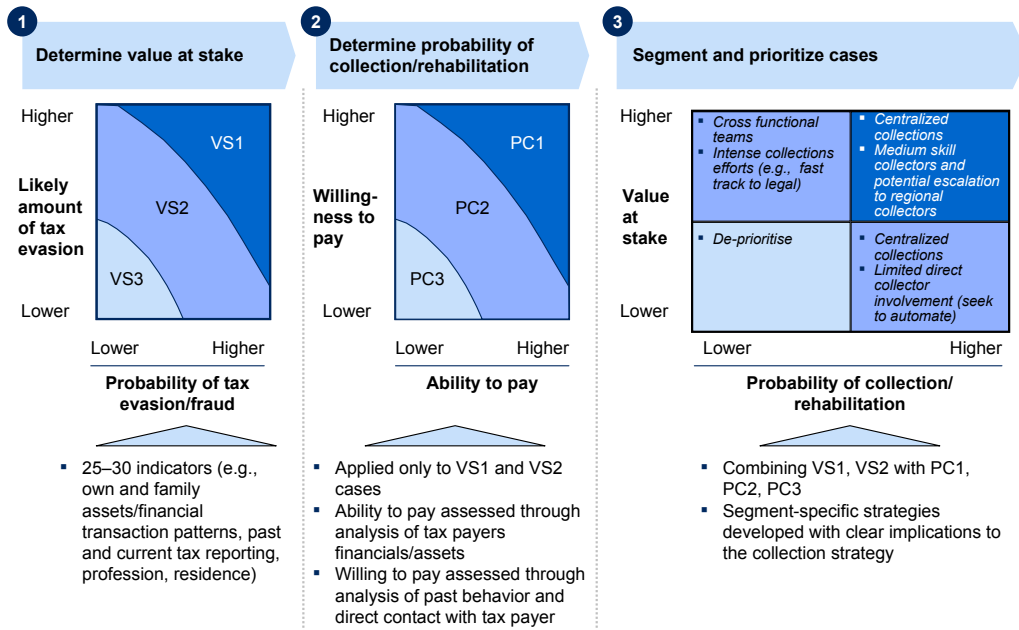 1
Determine value at stake
Higher
Likely
amount
of tax
evasion
Lower
VS1
VS2
VS3
Lower
Higher
Probability of tax
evasion/fraud
▪ 25–30 indicators (e.g.,
own and family
assets/financial
transaction patterns, past
and current tax reporting,
profession, residence)
2
Determine probability of
collection/rehabilitation
Higher
Willing-
ness to
pay
Lower
PC1
PC2
PC3
Lower
Higher
Ability to pay
▪ Applied only to VS1 and VS2
cases
▪ Ability to pay assessed through
analysis of tax payers
financials/assets
▪ Willing to pay assessed through
analysis of past behavior and
direct contact with tax payer
3
Segment and prioritize cases
Higher
Value
at
stake
Lower
▪ Cross functional
teams
▪ Intense collections
efforts (e.g., fast
track to legal)
▪ Centralized
collections
▪ Medium skill
collectors and
potential escalation
to regional
collectors
▪ De-prioritise
▪ Centralized
collections
▪ Limited direct
collector
involvement (seek
to automate)
Lower
Higher
Probability of collection/
rehabilitation
▪ Combining VS1, VS2 with PC1,
PC2, PC3
▪ Segment-specific strategies
developed with clear implications to
the collection strategy